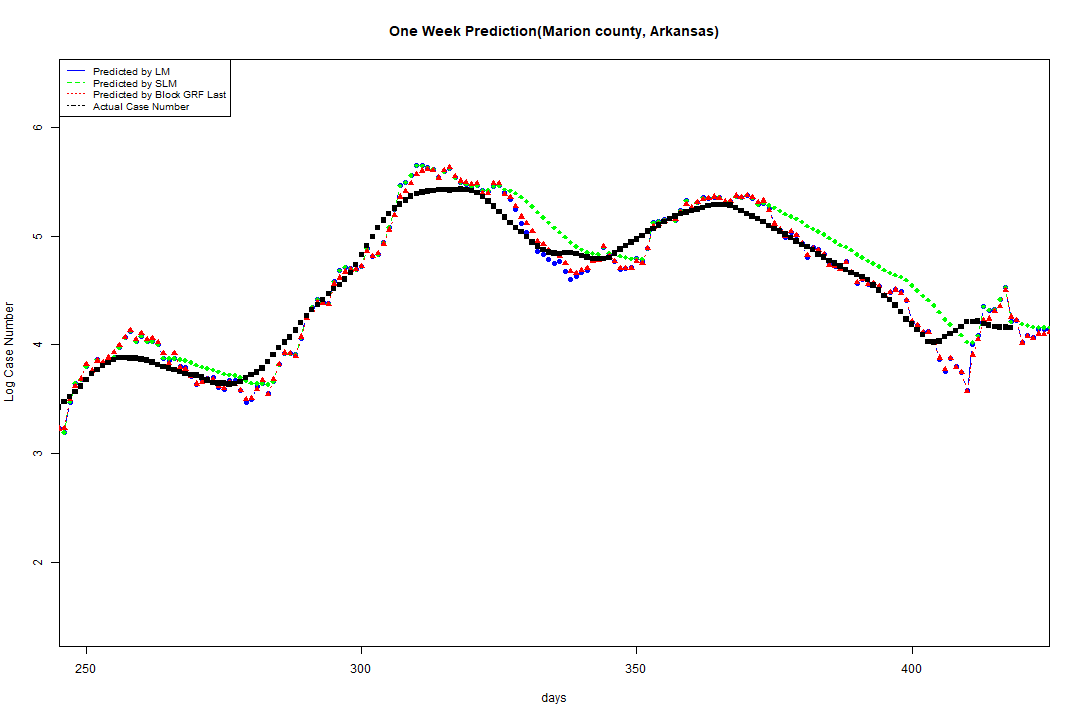 One Week Prediction(Marion county, Arkansas)
Predicted by LM
Predicted by SLM
Predicted by Block GRF Last
Actual Case Number
6
5
4
3
2
Log Case Number
250 300 350 400
days